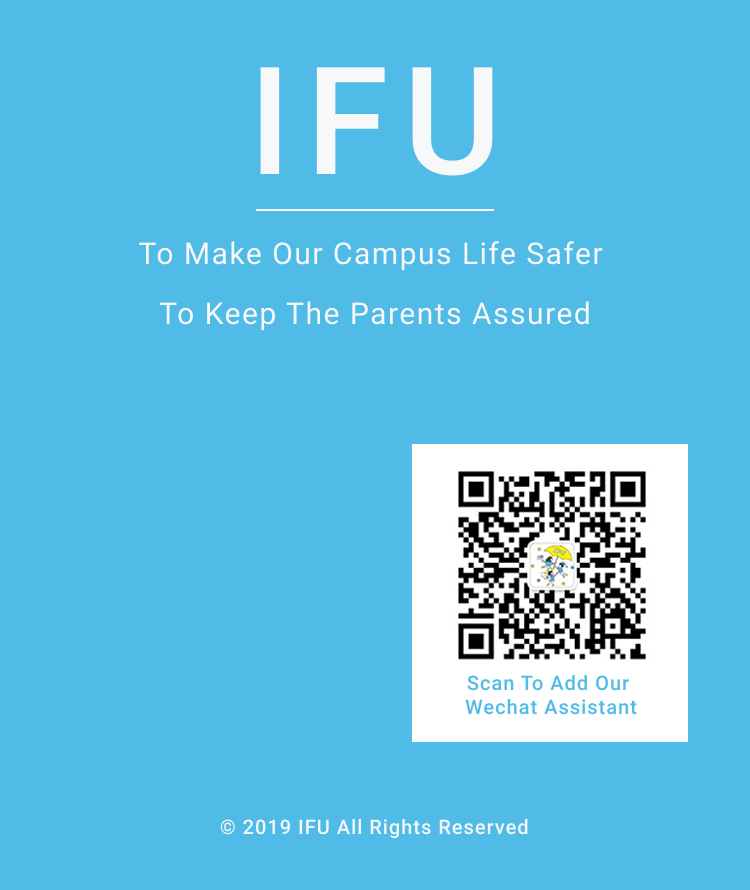 IFU
To Make Our Campus Life Safer
To Keep The Parents Assured
Scan To Add Our
Wechat Assistant
© 2019 IFU All Rights Reserved